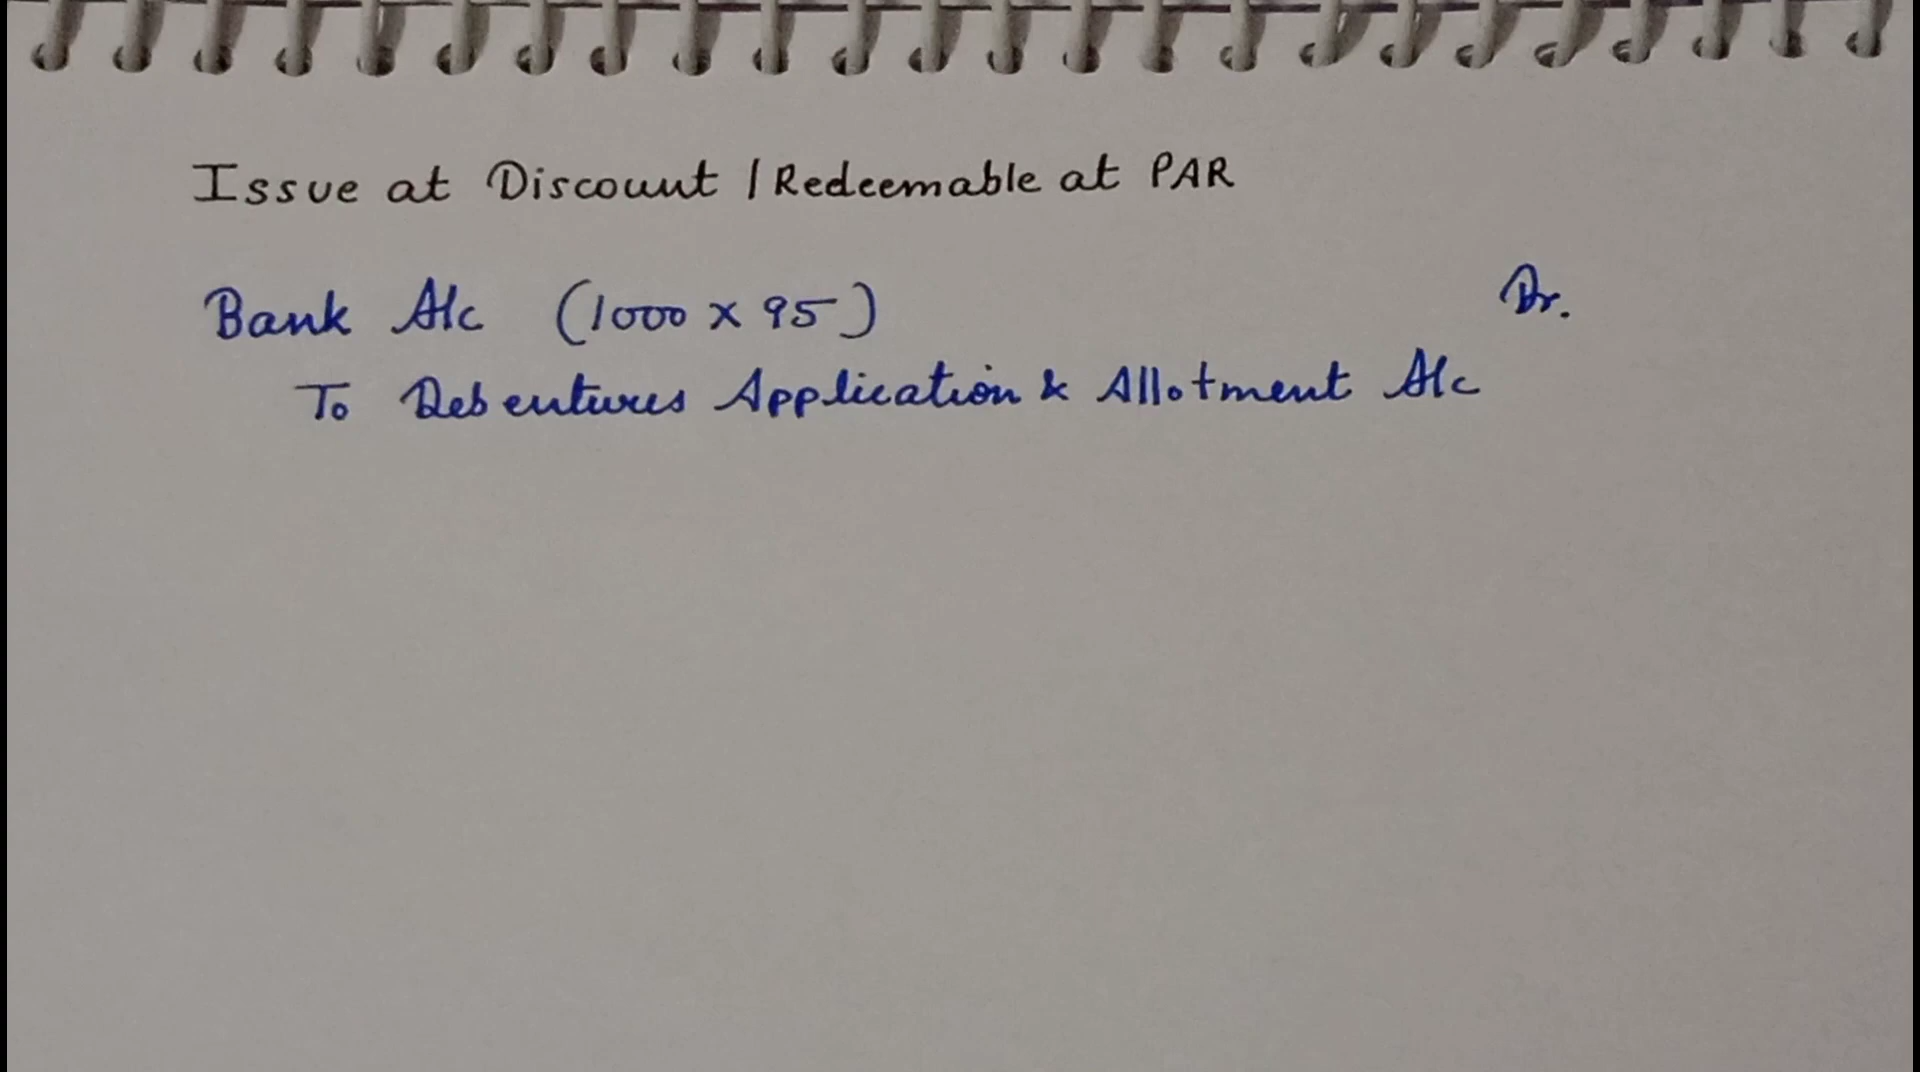 Issue at Discount / Redeemable at PAR
Bank A/c (1000 x 95) Dr.
To Debentures Application & Allotment A/c